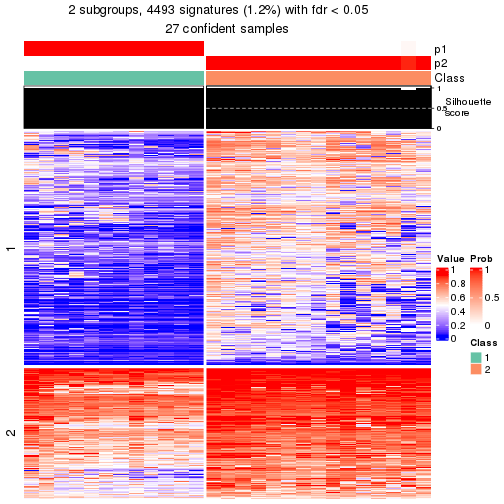 2 subgroups, 4493 signatures (1.2%) with fdr < 0.05
27 confident samples
p1
p2
Class
1
0.5
0
Silhouette
score
1
2
Value
1
0.8
0.6
0.4
0.2
0
Prob
1
0.5
0
Class
1
2